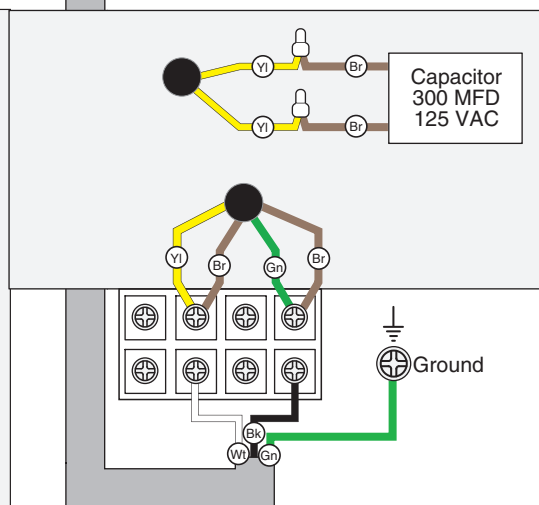 Yl
Br
Capacitor
300 MFD
125 VAC
Yl
Br
Yl
Br
Gn
Br
Ground
Bk
Wt
Gn